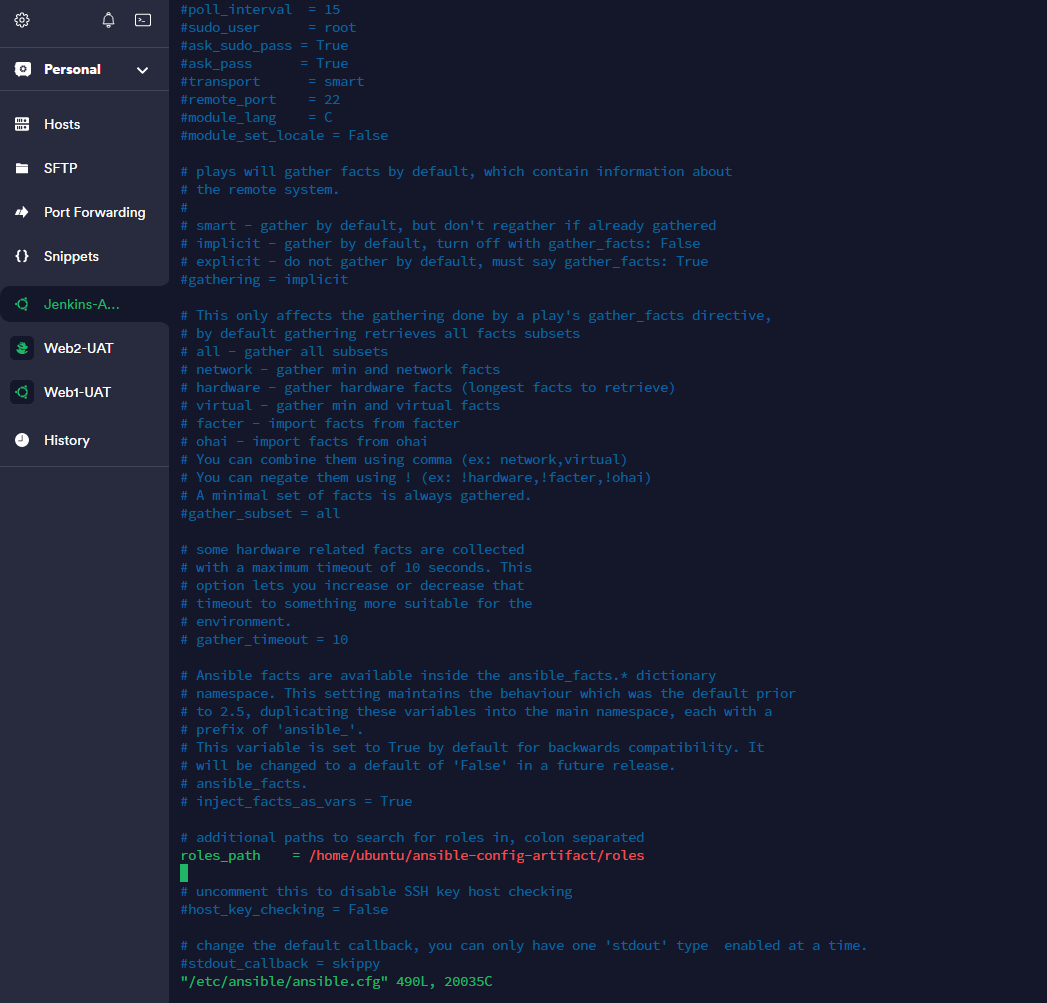 Personal
Hosts
SFTP
Port Forwarding
Snippets
Jenkins-A...
Web2-UAT
Web1-UAT
History
#poll_interval  = 15
#sudo_user      = root
#ask_sudo_pass = True
#ask_pass      = True
#transport      = smart
#remote_port    = 22
#module_lang    = C
#module_set_locale = False
# plays will gather facts by default, which contain information about
# the remote system.
#
# smart - gather by default, but don't regather if already gathered
# implicit - gather by default, turn off with gather_facts: False
# explicit - do not gather by default, must say gather_facts: True
#gathering = implicit
# This only affects the gathering done by a play's gather_facts directive,
# by default gathering retrieves all facts subsets
# all - gather all subsets
# network - gather min and network facts
# hardware - gather hardware facts (longest facts to retrieve)
# virtual - gather min and virtual facts
# facter - import facts from facter
# ohai - import facts from ohai
# You can combine them using comma (ex: network,virtual)
# You can negate them using ! (ex: !hardware,!facter,!ohai)
# A minimal set of facts is always gathered.
#gather_subset = all
# some hardware related facts are collected
# with a maximum timeout of 10 seconds. This
# option lets you increase or decrease that
# timeout to something more suitable for the
# environment.
# gather_timeout = 10
# Ansible facts are available inside the ansible_facts.* dictionary
# namespace. This setting maintains the behaviour which was the default prior
# to 2.5, duplicating these variables into the main namespace, each with a
# prefix of 'ansible_'.
# This variable is set to True by default for backwards compatibility. It
# will be changed to a default of 'False' in a future release.
# ansible_facts.
# inject_facts_as_vars = True
# additional paths to search for roles in, colon separated
roles_path    = /home/ubuntu/ansible-config-artifact/roles
# uncomment this to disable SSH key host checking
#host_key_checking = False
# change the default callback, you can only have one 'stdout' type  enabled at a time.
#stdout_callback = skippy
"/etc/ansible/ansible.cfg" 490L, 20035C